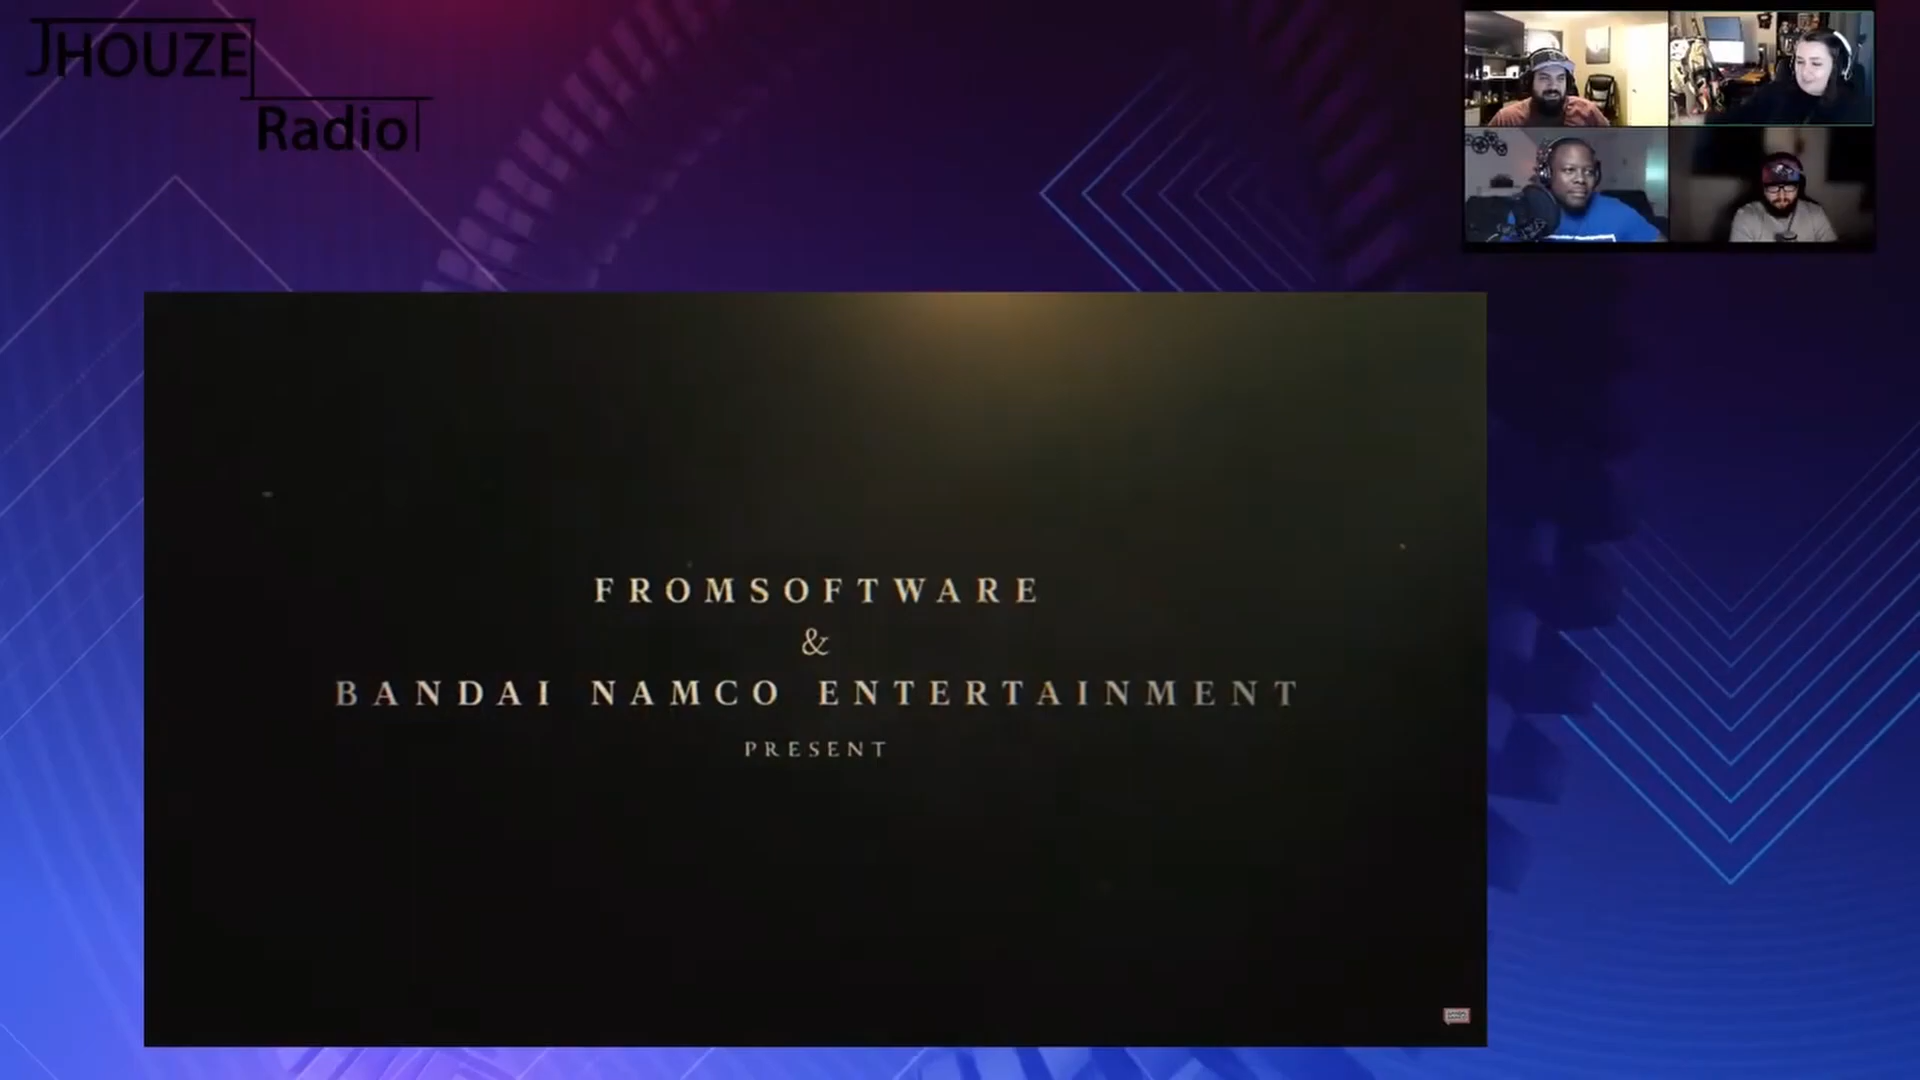 JHOUZE
Radio
FROMSOFTWARE
&
BANDAI NAMCO ENTERTAINMENT
PRESENT